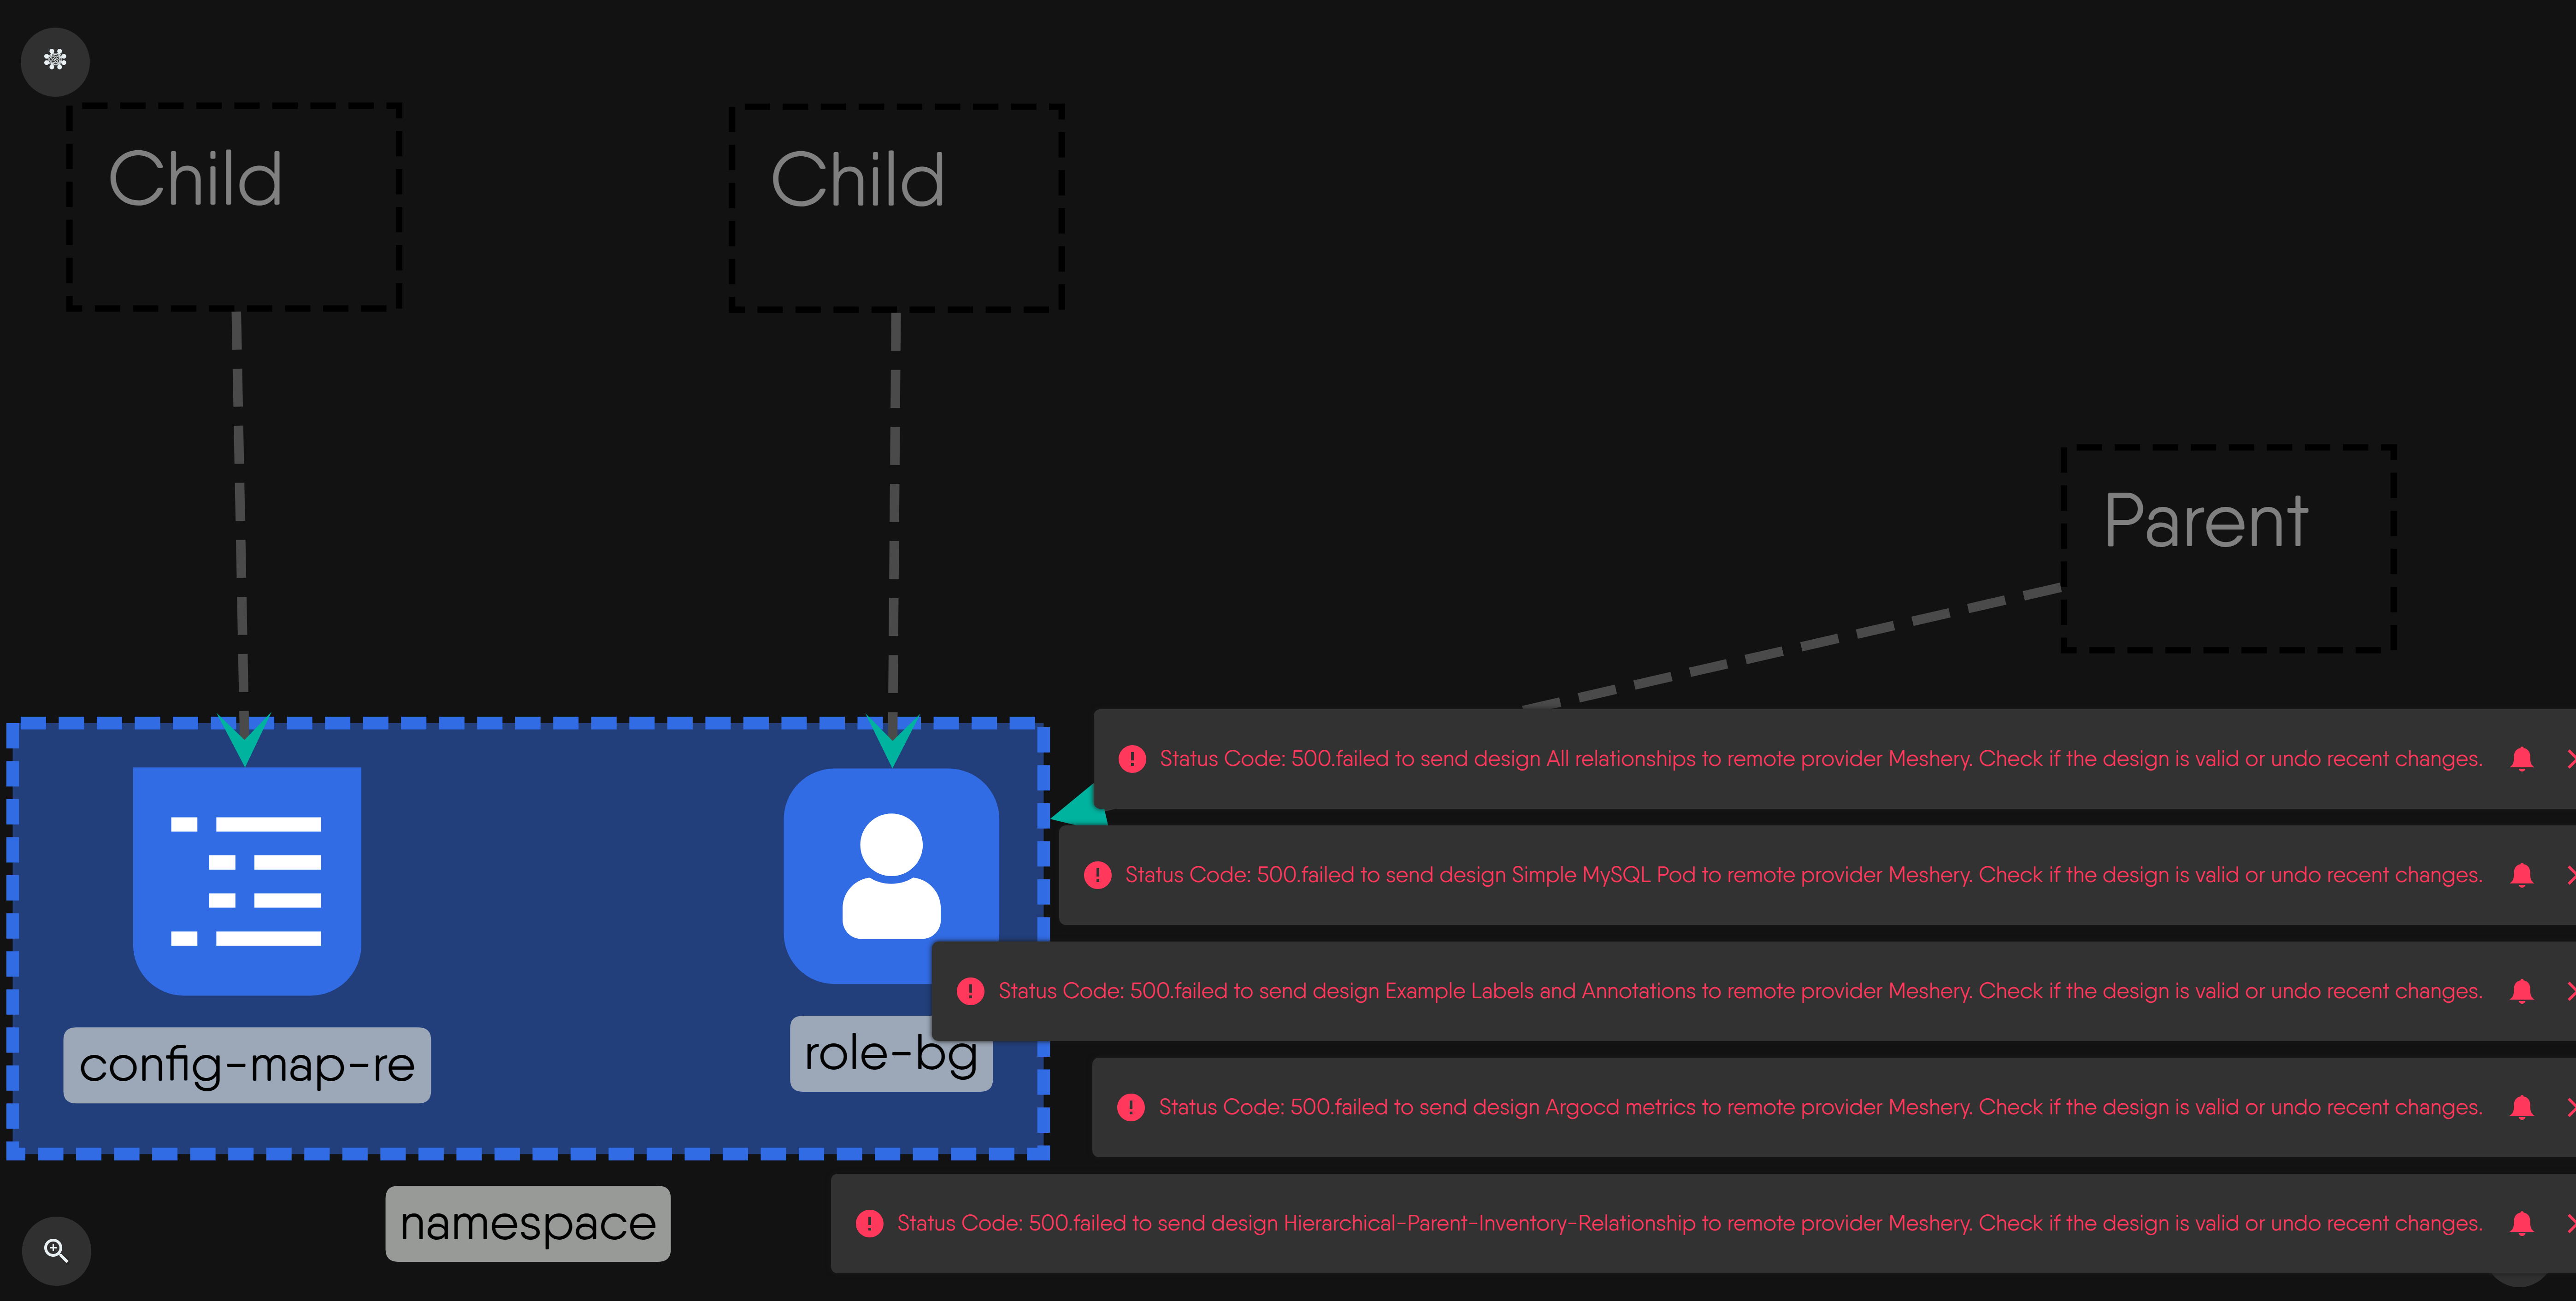 Child
Child
Parent
Status Code: 500.failed to send design All relationships to remote provider Meshery. Check if the design is valid or undo recent changes.
Status Code: 500.failed to send design Simple MySQL Pod to remote provider Meshery. Check if the design is valid or undo recent changes.
Status Code: 500.failed to send design Example Labels and Annotations to remote provider Meshery. Check if the design is valid or undo recent changes.
config-map-re
role-bg
Status Code: 500.failed to send design Argocd metrics to remote provider Meshery. Check if the design is valid or undo recent changes.
namespace
Status Code: 500.failed to send design Hierarchical-Parent-Inventory-Relationship to remote provider Meshery. Check if the design is valid or undo recent changes.